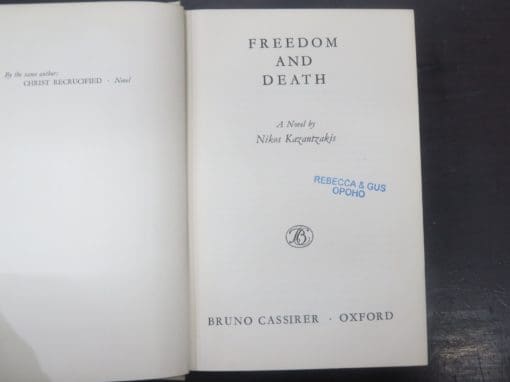 By the same author:
CHRIST RECRUCIFIED · Novel
FREEDOM
AND
DEATH
A Novel by
Nikos Kazantzakis
REBECCA & GUS
OPOHO
BRUNO CASSIRER · OXFORD